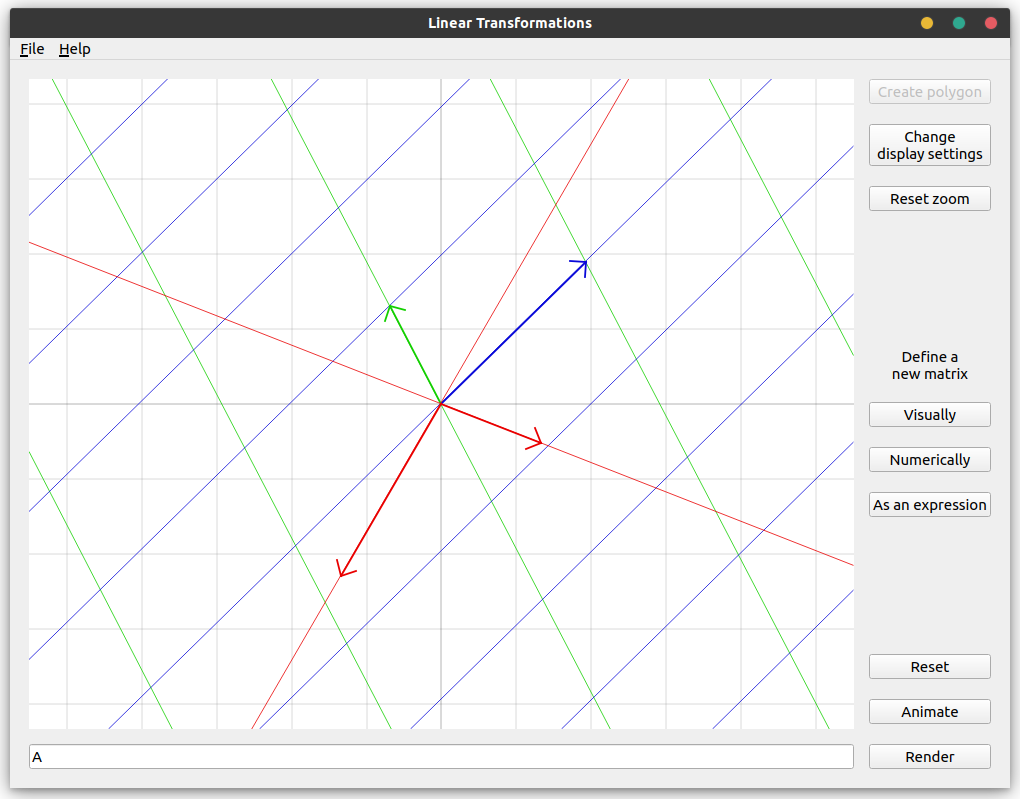 Linear Transformations
File Help
Create polygon
Change
display settings
Reset zoom
Define a
new matrix
Visually
Numerically
As an expression
Reset
Animate
A
Render